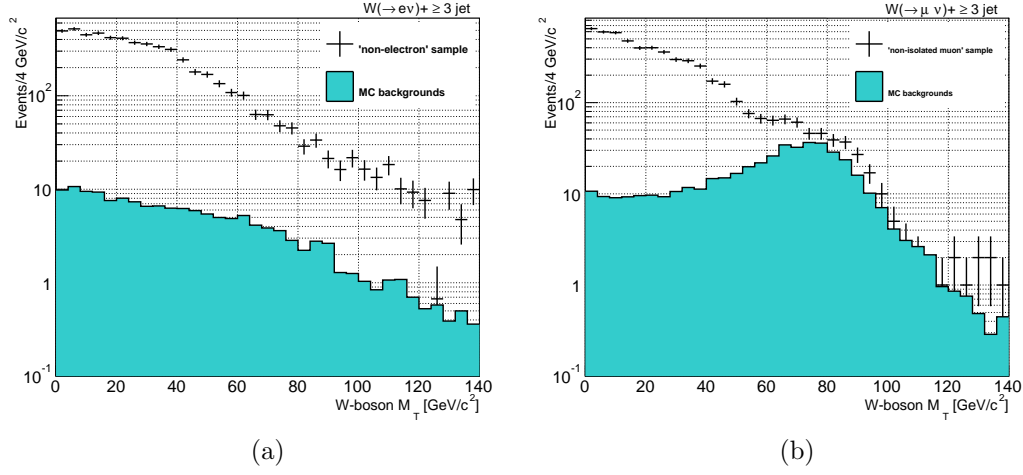 W(→eν)+ ≥ 3 jet
Events/4 GeV/c²
'non-electron' sample
MC backgrounds
10²
10
1
10⁻¹
0 20 40 60 80 100 120 140
W-boson M_T [GeV/c²]
(a)
W(→μ ν)+ ≥ 3 jet
Events/4 GeV/c²
'non-isolated muon' sample
MC backgrounds
10²
10
1
10⁻¹
0 20 40 60 80 100 120 140
W-boson M_T [GeV/c²]
(b)